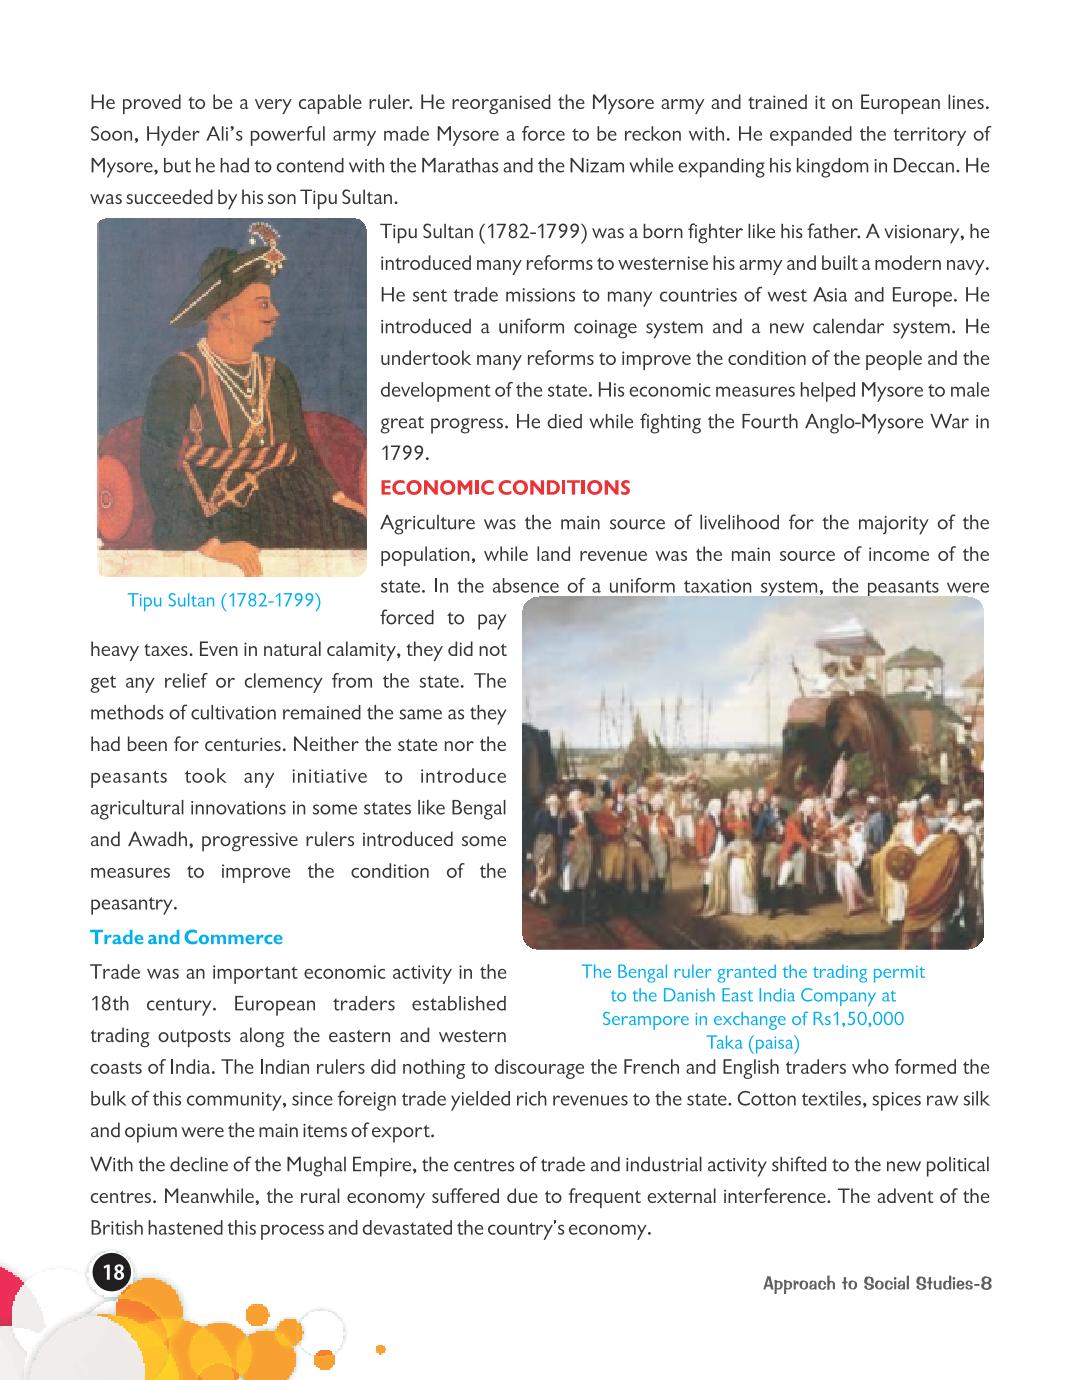 He proved to be a very capable ruler. He reorganised the Mysore army and trained it on European lines.
Soon, Hyder Ali's powerful army made Mysore a force to be reckon with. He expanded the territory of
Mysore, but he had to contend with the Marathas and the Nizam while expanding his kingdom in Deccan. He
was succeeded by his son Tipu Sultan.
Tipu Sultan (1782-1799) was a born fighter like his father. A visionary, he
introduced many reforms to westernise his army and built a modern navy.
He sent trade missions to many countries of west Asia and Europe. He
introduced a uniform coinage system and a new calendar system. He
undertook many reforms to improve the condition of the people and the
development of the state. His economic measures helped Mysore to male
great progress. He died while fighting the Fourth Anglo-Mysore War in
1799.
Tipu Sultan (1782-1799)
ECONOMIC CONDITIONS
Agriculture was the main source of livelihood for the majority of the
population, while land revenue was the main source of income of the
state. In the absence of a uniform taxation system, the peasants were
forced to pay
heavy taxes. Even in natural calamity, they did not
get any relief or clemency from the state. The
methods of cultivation remained the same as they
had been for centuries. Neither the state nor the
peasants took any initiative to introduce
agricultural innovations in some states like Bengal
and Awadh, progressive rulers introduced some
measures to improve the condition of the
peasantry.
Trade and Commerce
Trade was an important economic activity in the
18th century. European traders established
trading outposts along the eastern and western
The Bengal ruler granted the trading permit
to the Danish East India Company at
Serampore in exchange of Rs1,50,000
Taka (paisa)
coasts of India. The Indian rulers did nothing to discourage the French and English traders who formed the
bulk of this community, since foreign trade yielded rich revenues to the state. Cotton textiles, spices raw silk
and opium were the main items of export.
With the decline of the Mughal Empire, the centres of trade and industrial activity shifted to the new political
centres. Meanwhile, the rural economy suffered due to frequent external interference. The advent of the
British hastened this process and devastated the country's economy.
18
Approach to Social Studies-8